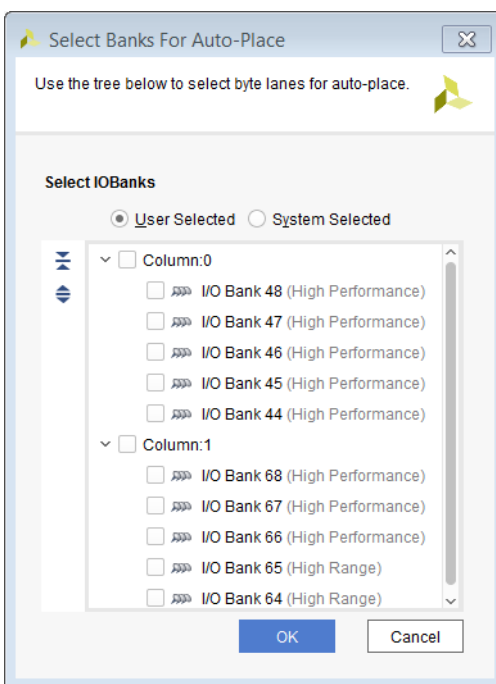 Select Banks For Auto-Place
Use the tree below to select byte lanes for auto-place.
Select IOBanks
User Selected System Selected
Column:0
I/O Bank 48 (High Performance)
I/O Bank 47 (High Performance)
I/O Bank 46 (High Performance)
I/O Bank 45 (High Performance)
I/O Bank 44 (High Performance)
Column:1
I/O Bank 68 (High Performance)
I/O Bank 67 (High Performance)
I/O Bank 66 (High Performance)
I/O Bank 65 (High Range)
I/O Bank 64 (High Range)
OK Cancel